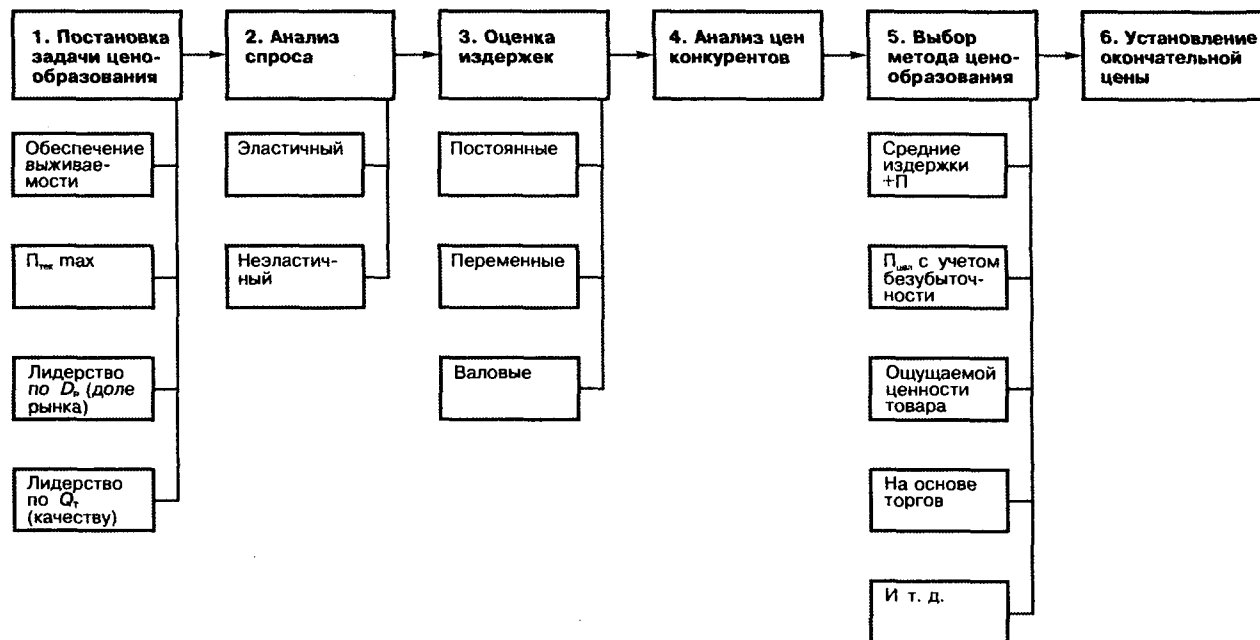 1. Постановка
задачи цено-
образования
2. Анализ
спроса
3. Оценка
издержек
4. Анализ цен
конкурентов
5. Выбор
метода цено-
образования
6. Установление
окончательной
цены
Обеспечение
выживае-
мости
П тек max
Лидерство
по Dр (доле
рынка)
Лидерство
по Qт
(качеству)
Эластичный
Неэластич-
ный
Постоянные
Переменные
Валовые
Средние
издержки
+П
П цел с учетом
безубыточ-
ности
Ощущаемой
ценности
товара
На основе
торгов
И т. д.